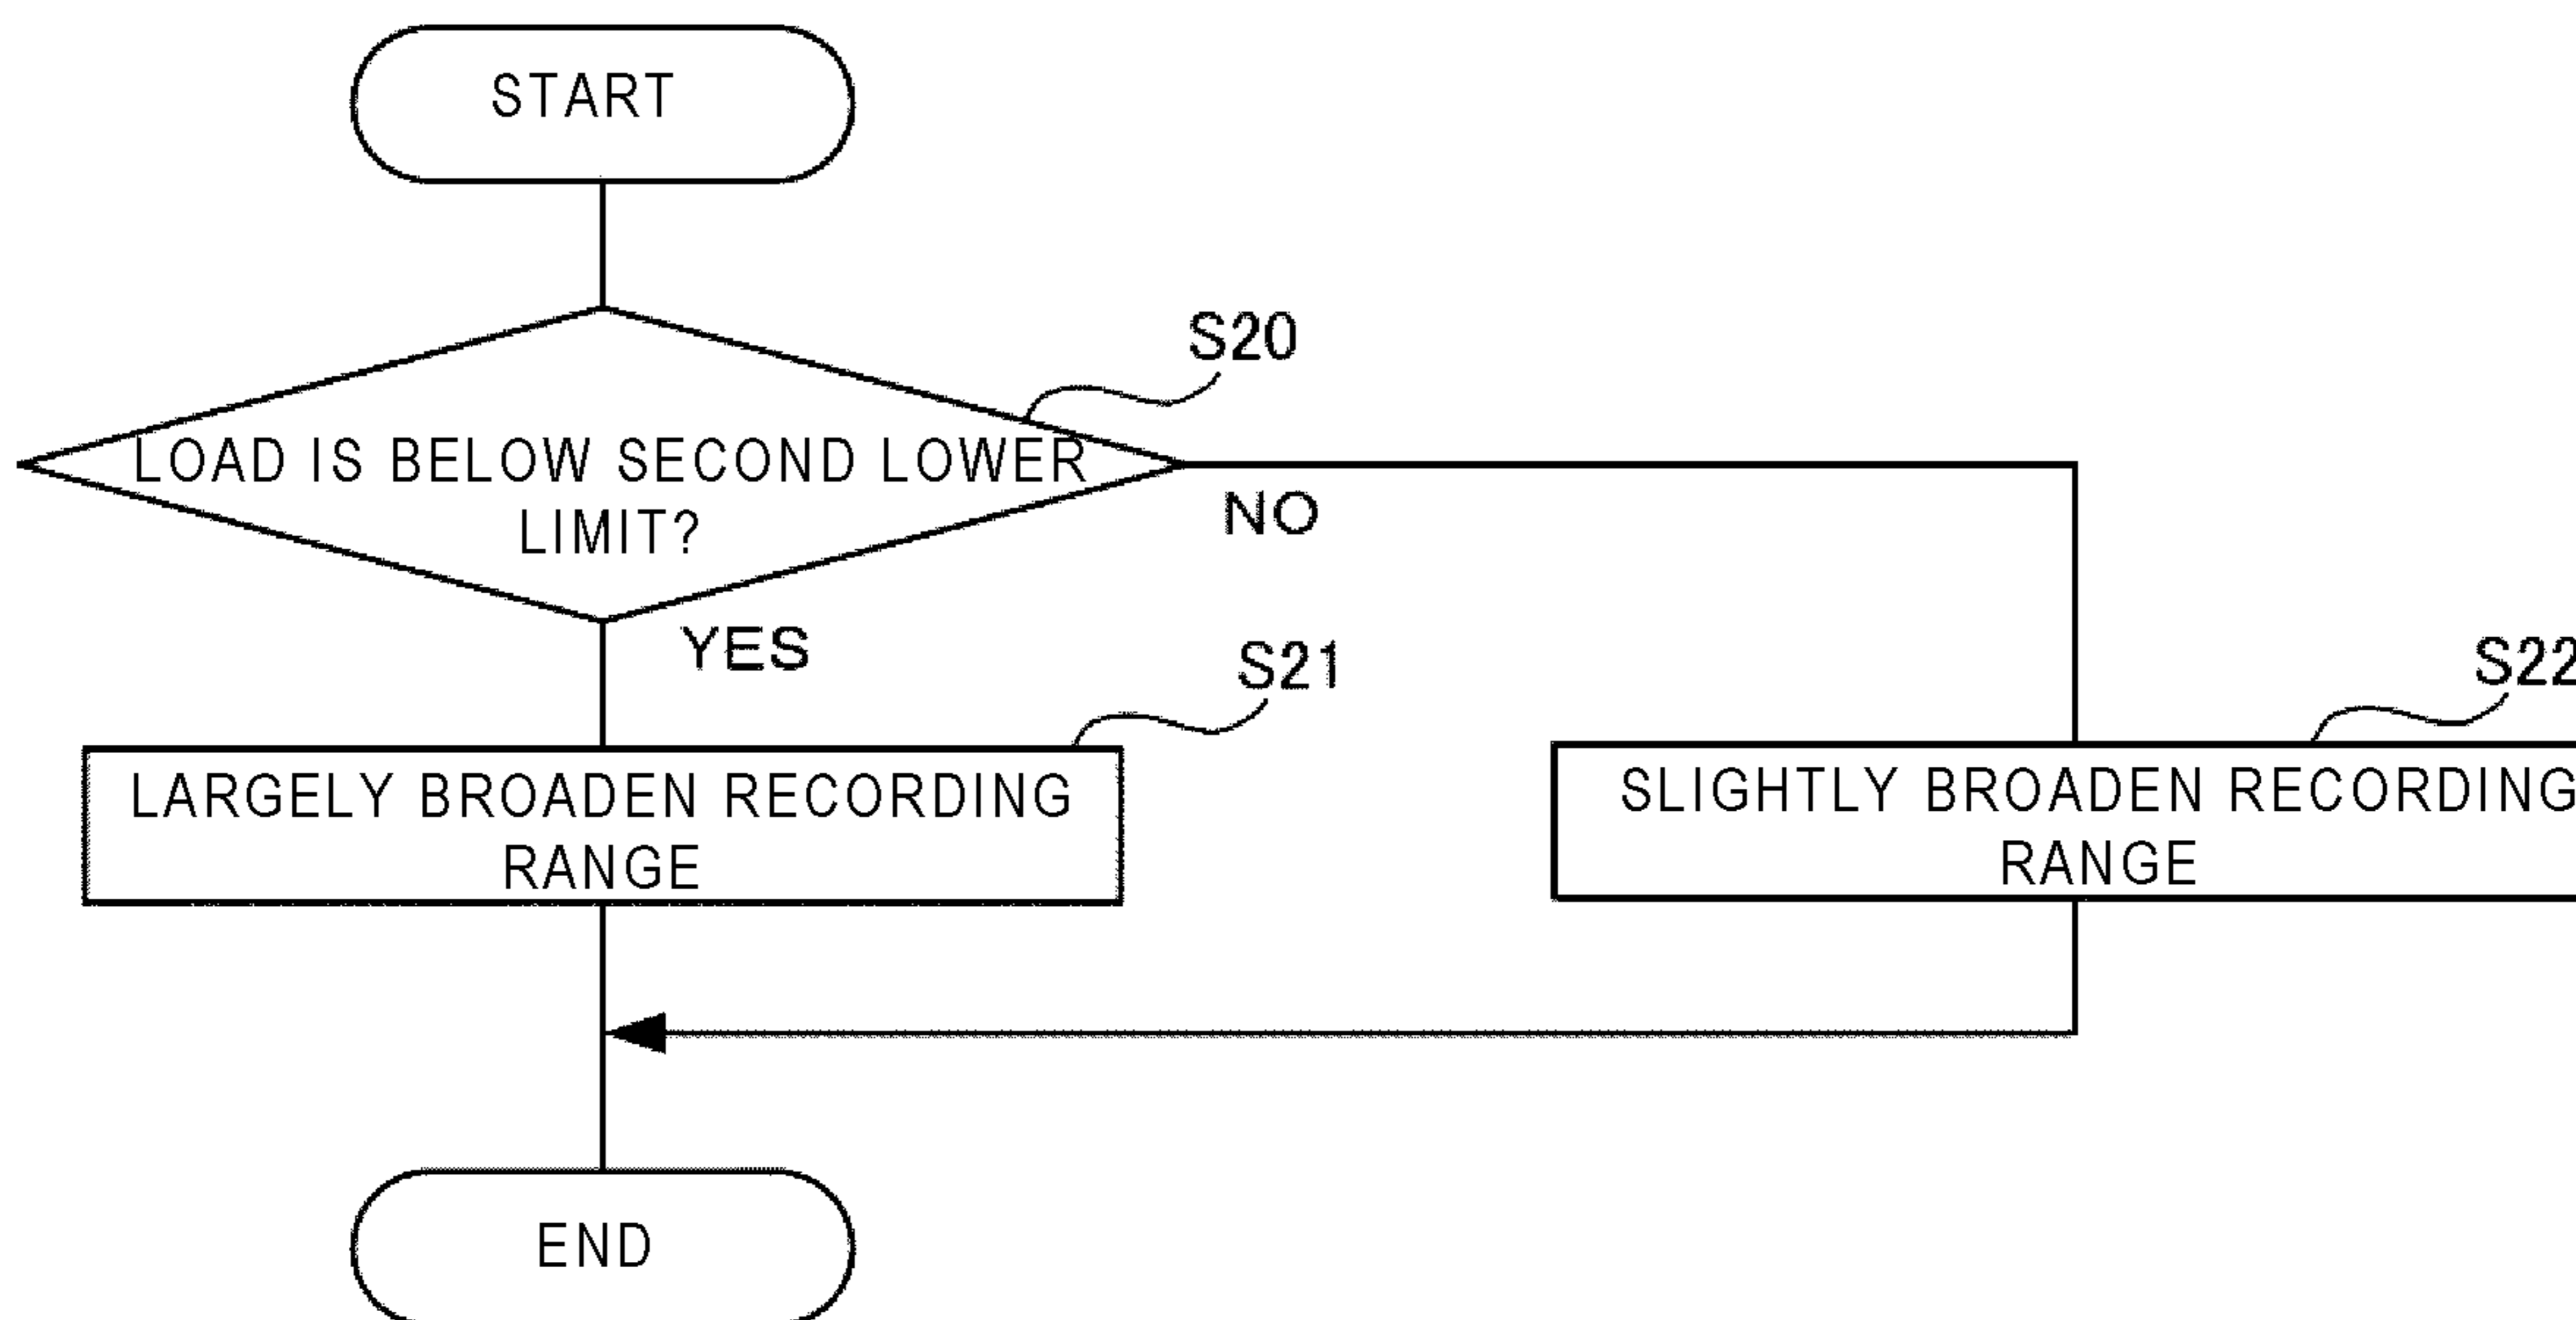 START
S20
LOAD IS BELOW SECOND LOWER
LIMIT?
NO
YES
S21
S22
LARGELY BROADEN RECORDING
RANGE
SLIGHTLY BROADEN RECORDING
RANGE
END